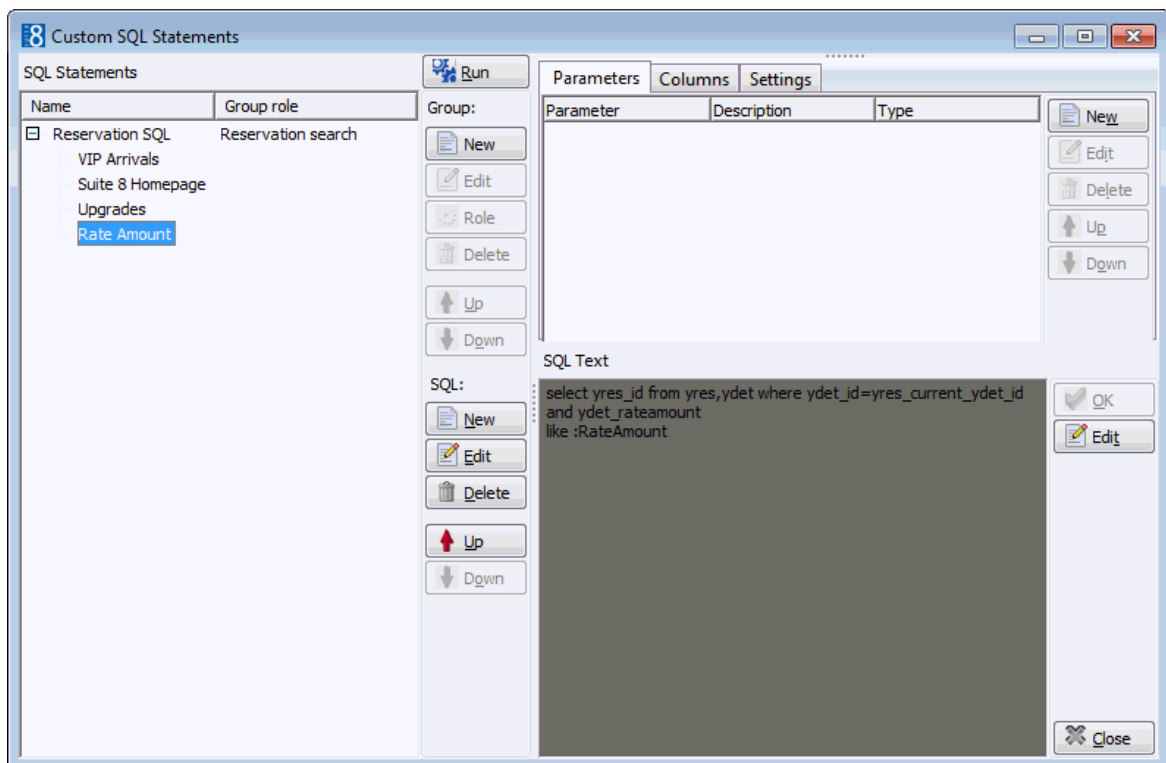 8 Custom SQL Statements
SQL Statements
Name Group role
Reservation SQL Reservation search
VIP Arrivals
Suite 8 Homepage
Upgrades
Rate Amount
Run
Group:
New
Edit
Role
Delete
Up
Down
SQL:
New
Edit
Delete
Up
Down
Parameters Columns Settings
Parameter Description Type
New
Edit
Delete
Up
Down
SQL Text
select yres_id from yres,ydet where ydet_id=yres_current_ydet_id
and ydet_rateamount
like :RateAmount
OK
Edit
Close